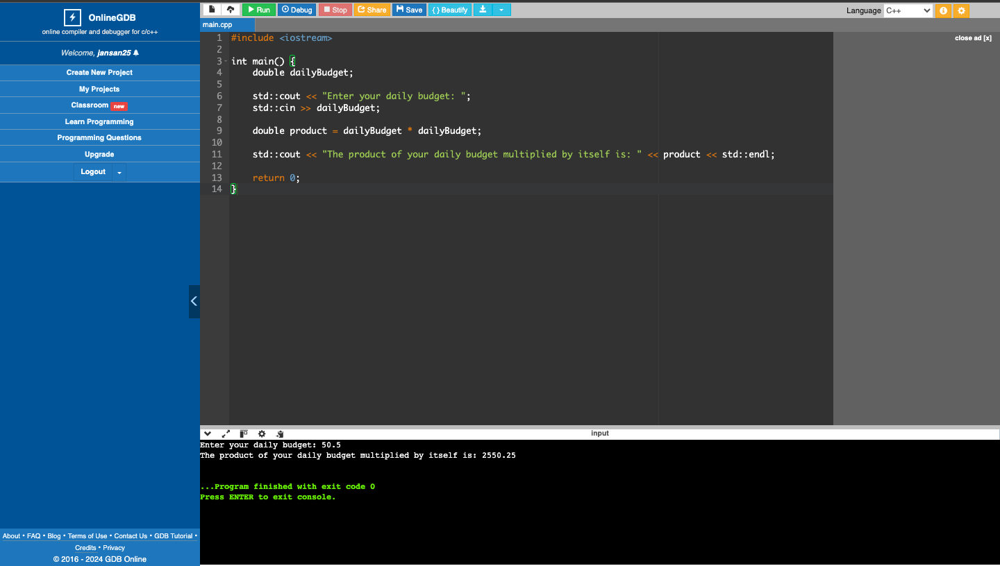 OnlineGDB
online compiler and debugger for c/c++
Welcome, jansan25
Create New Project
My Projects
Classroom new
Learn Programming
Programming Questions
Upgrade
Logout
About • FAQ • Blog • Terms of Use • Contact Us • GDB Tutorial •
Credits • Privacy
© 2016 - 2024 GDB Online
Run Debug Stop Share Save { } Beautify Language C++
main.cpp
close ad [x]
1 #include <iostream>
2
3 int main() {
4     double dailyBudget;
5
6     std::cout << "Enter your daily budget: ";
7     std::cin >> dailyBudget;
8
9     double product = dailyBudget * dailyBudget;
10
11     std::cout << "The product of your daily budget multiplied by itself is: " << product << std::endl;
12
13     return 0;
14 }
input
Enter your daily budget: 50.5
The product of your daily budget multiplied by itself is: 2550.25
...Program finished with exit code 0
Press ENTER to exit console.